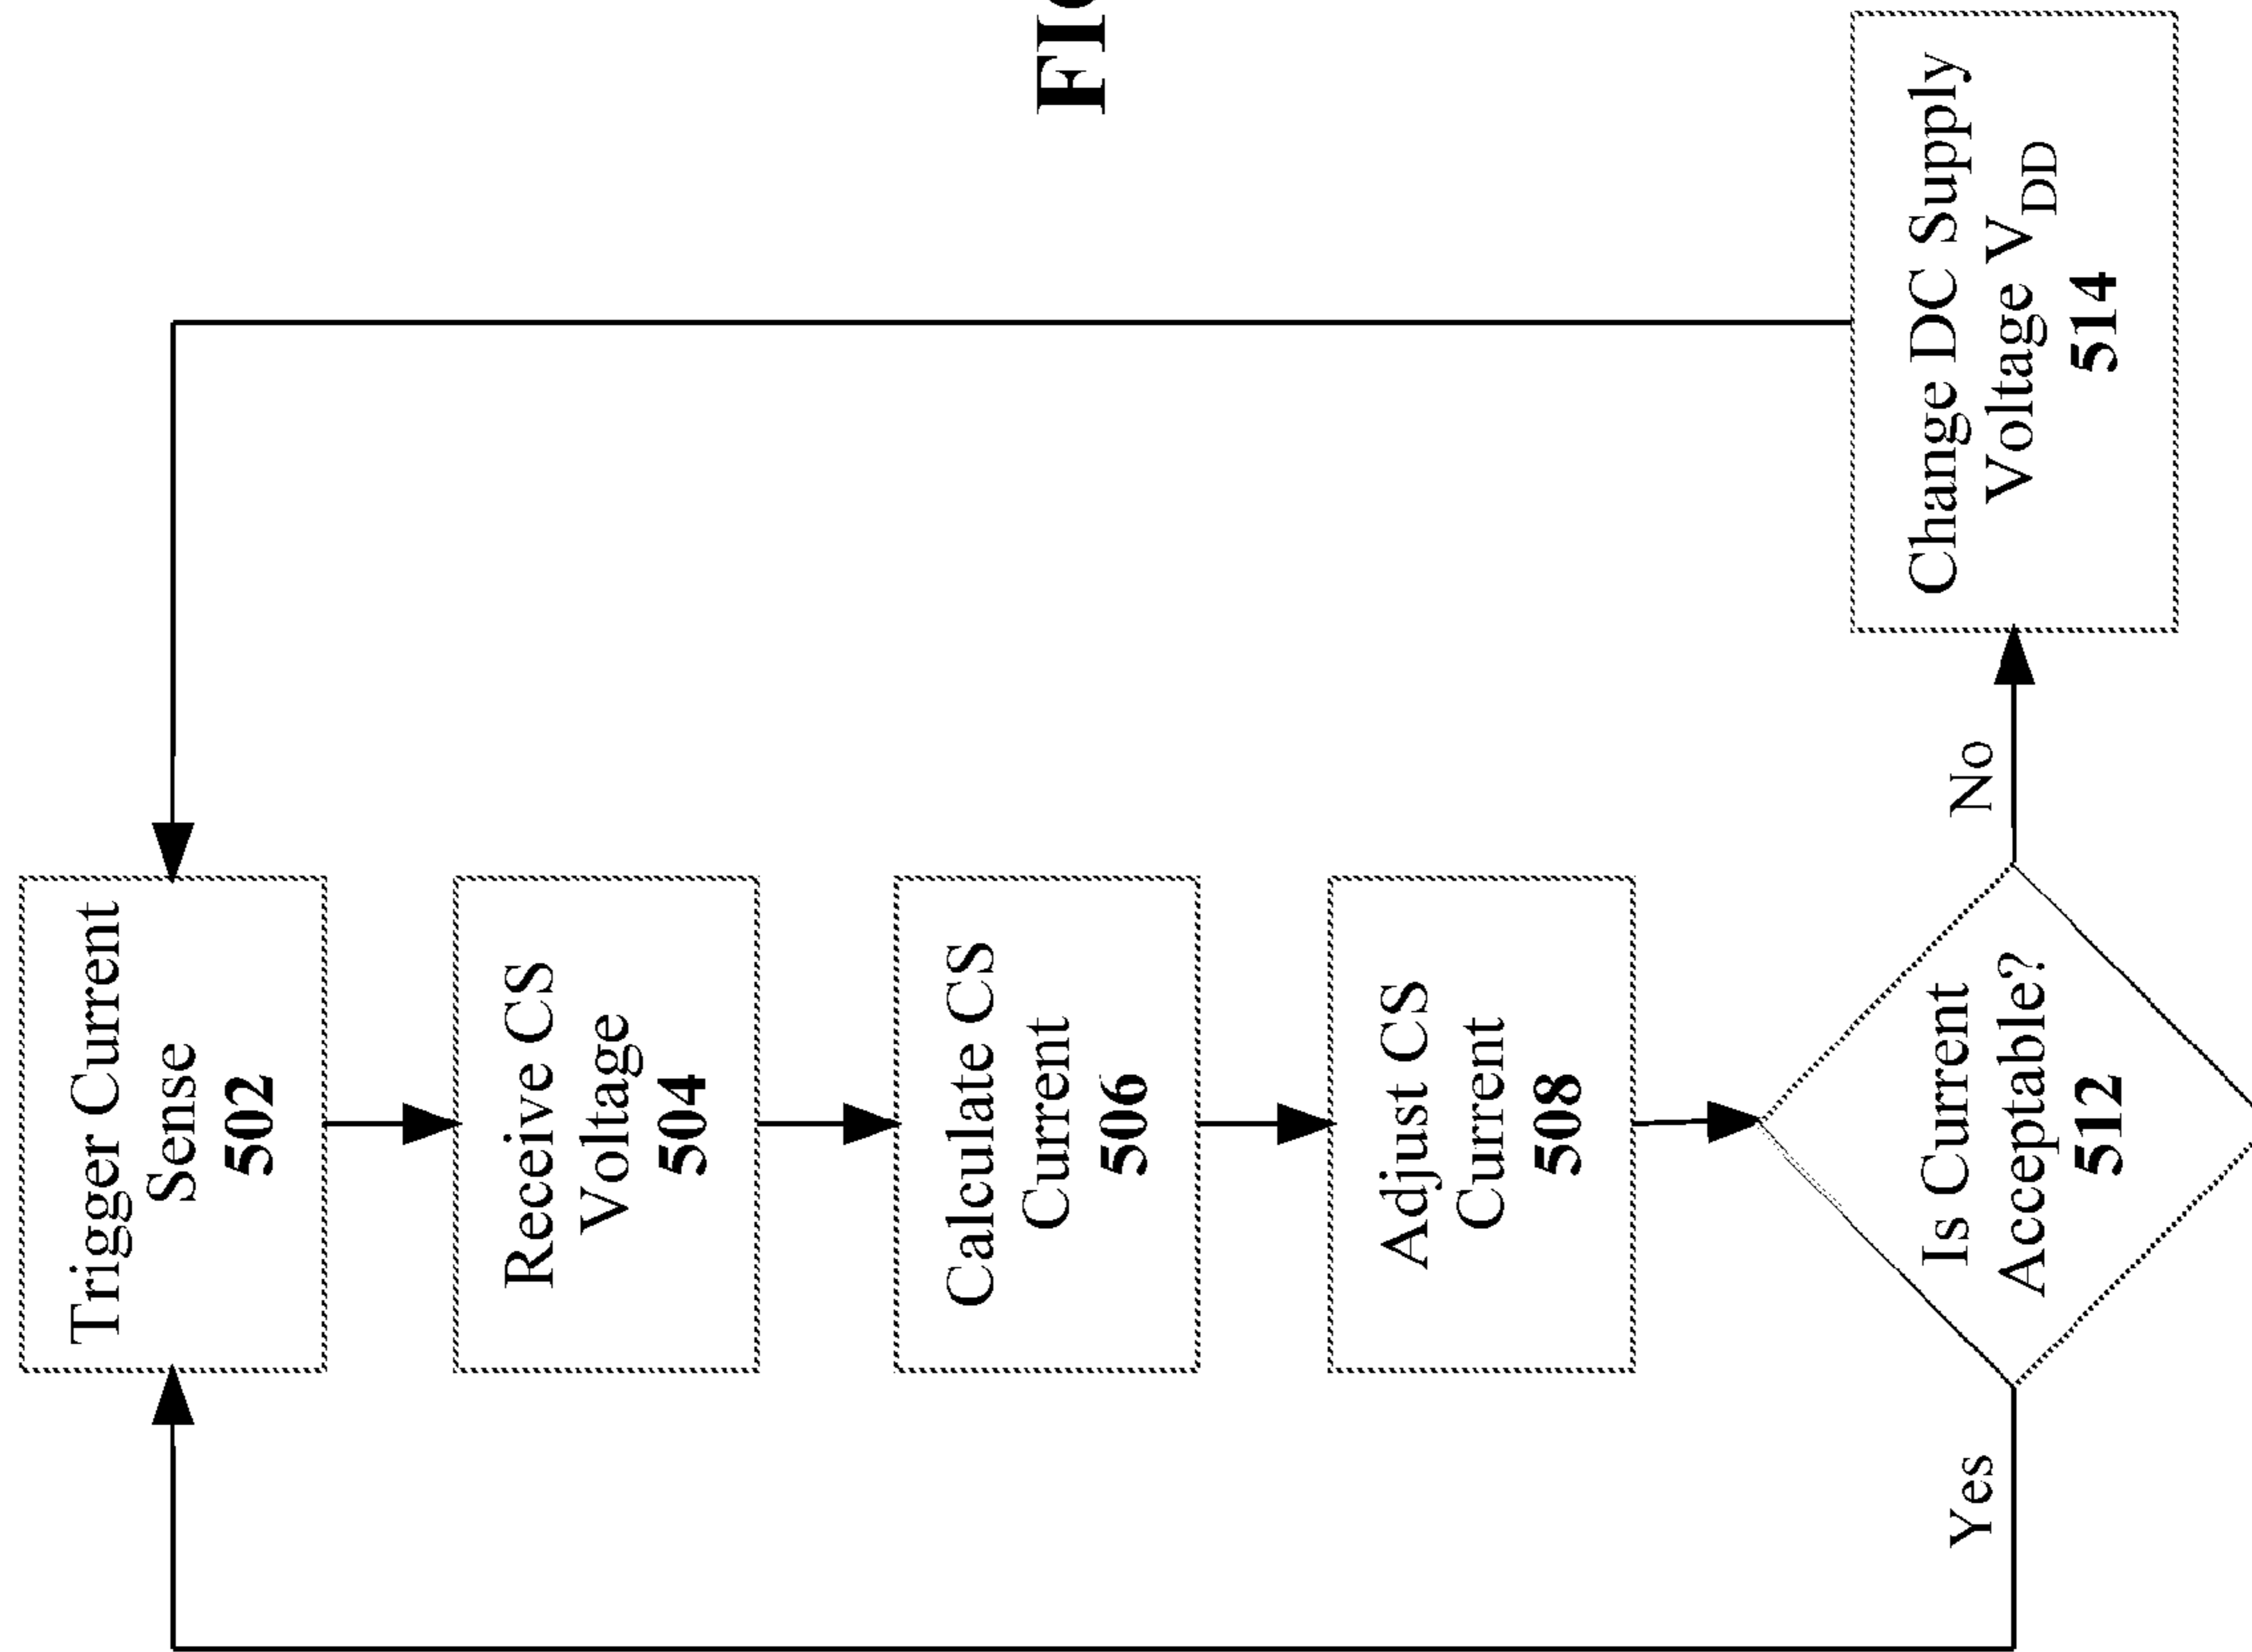 Trigger Current
Sense
502
Receive CS
Voltage
504
Calculate CS
Current
506
Adjust CS
Current
508
Is Current
Acceptable?
512
Yes
No
Change DC Supply
Voltage V_DD
514